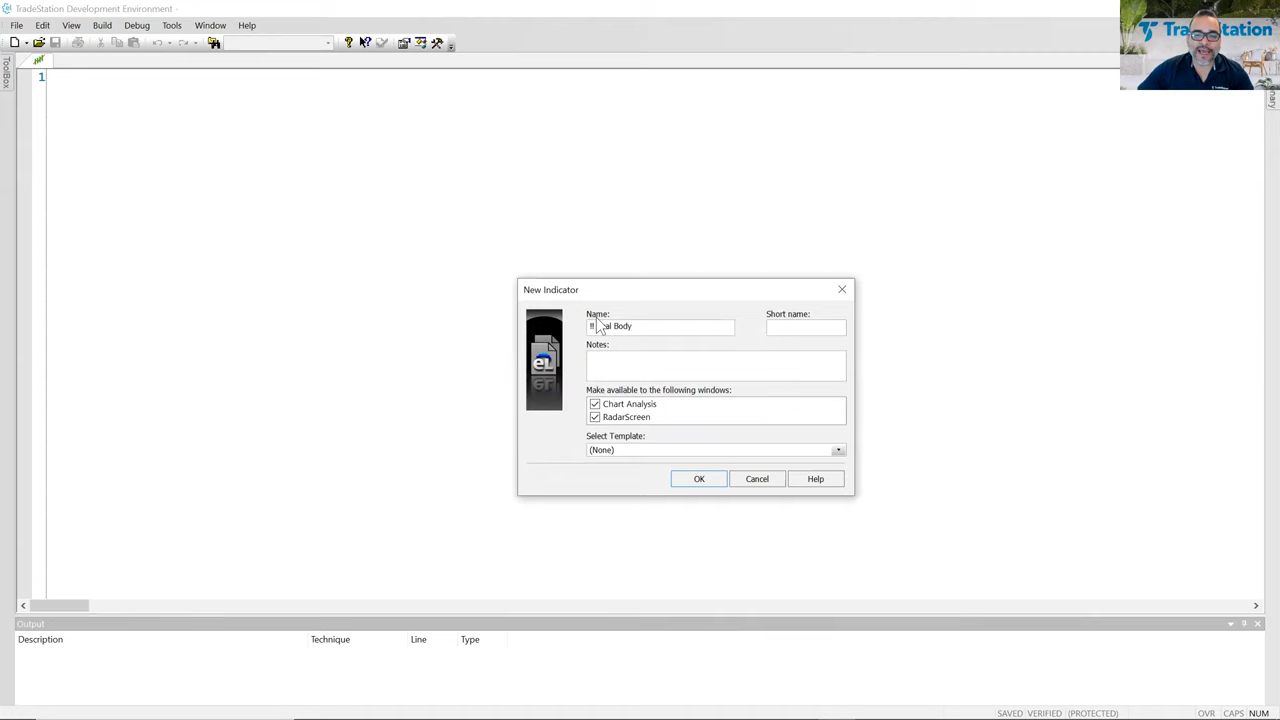 TradeStation Development Environment -
File Edit View Build Debug Tools Window Help
ToolBox
1
New Indicator
Name:
Short name:
!! al Body
Notes:
Make available to the following windows:
Chart Analysis
RadarScreen
Select Template:
(None)
OK Cancel Help
Output
Description Technique Line Type
SAVED VERIFIED (PROTECTED) OVR CAPS NUM